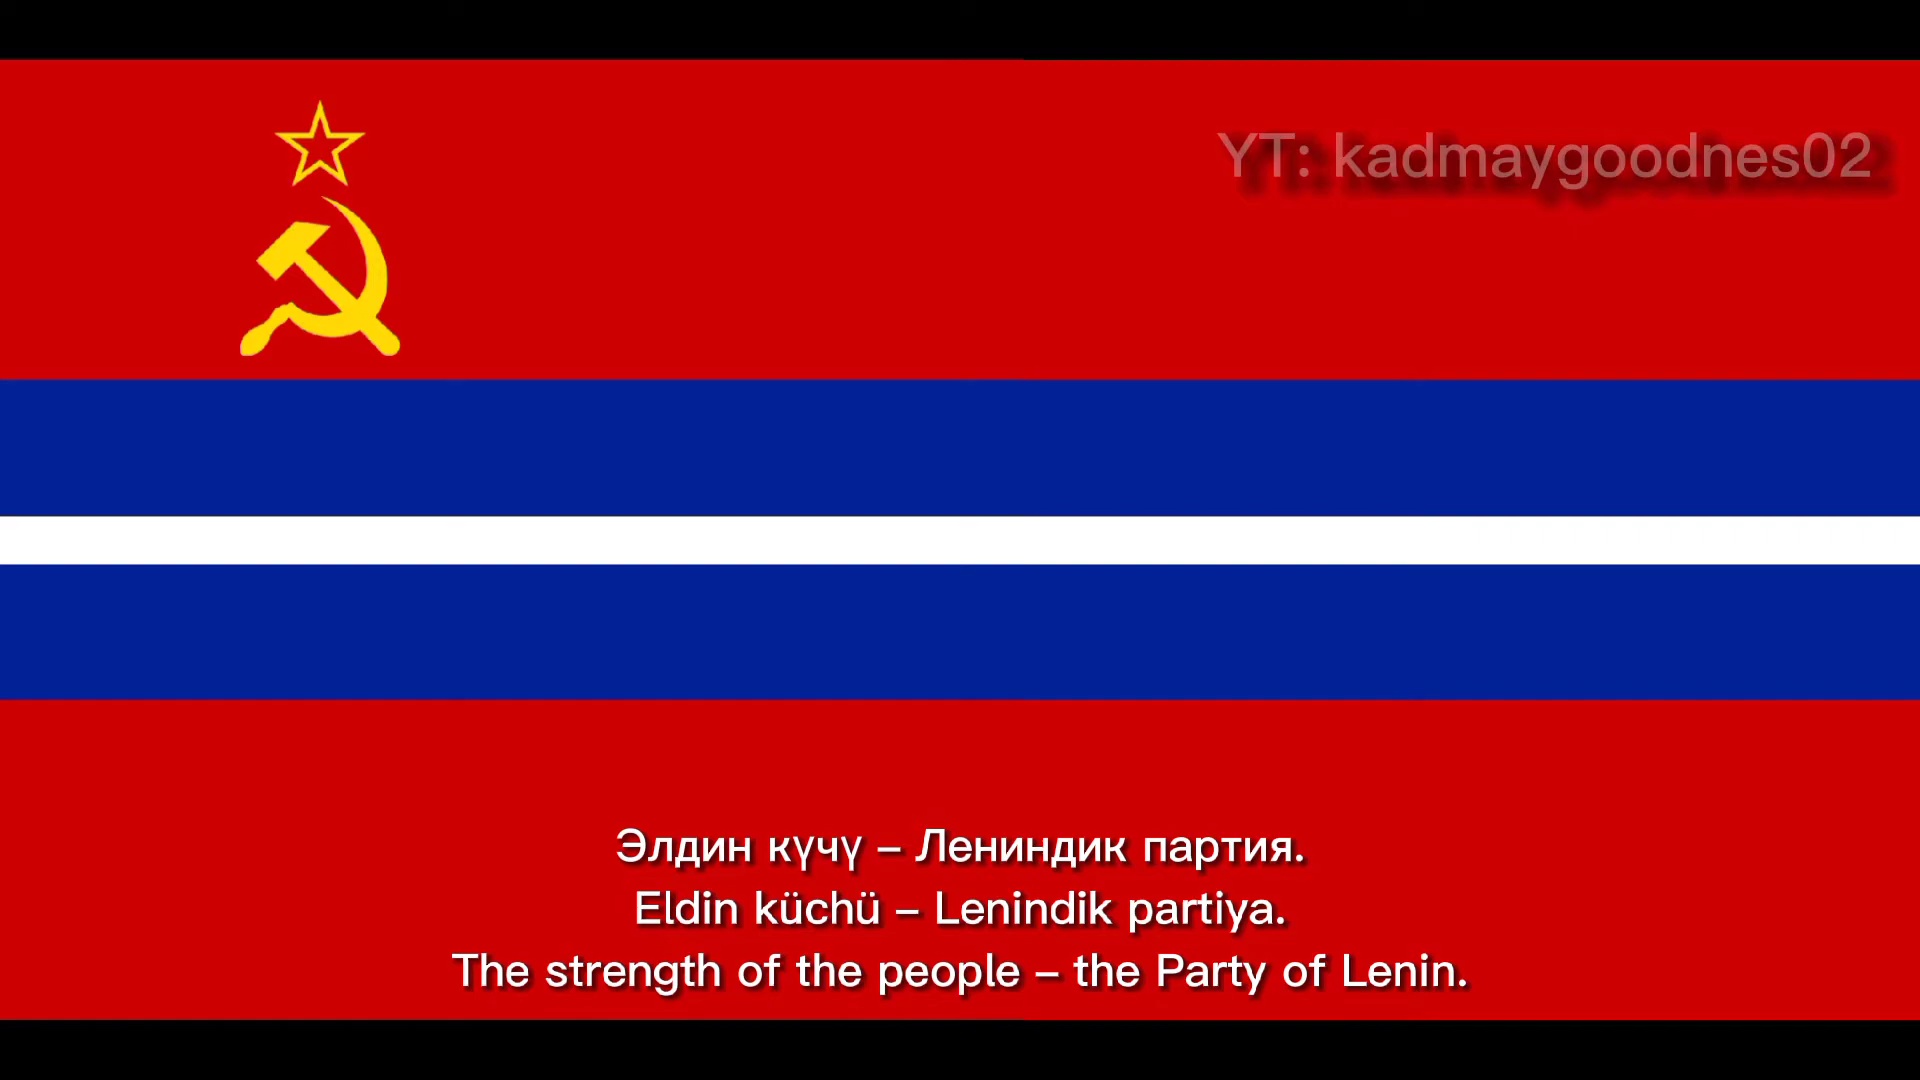 YT: kadmaygoodnes02
Элдин күчү – Лениндик партия.
Eldin küchü – Lenindik partiya.
The strength of the people – the Party of Lenin.